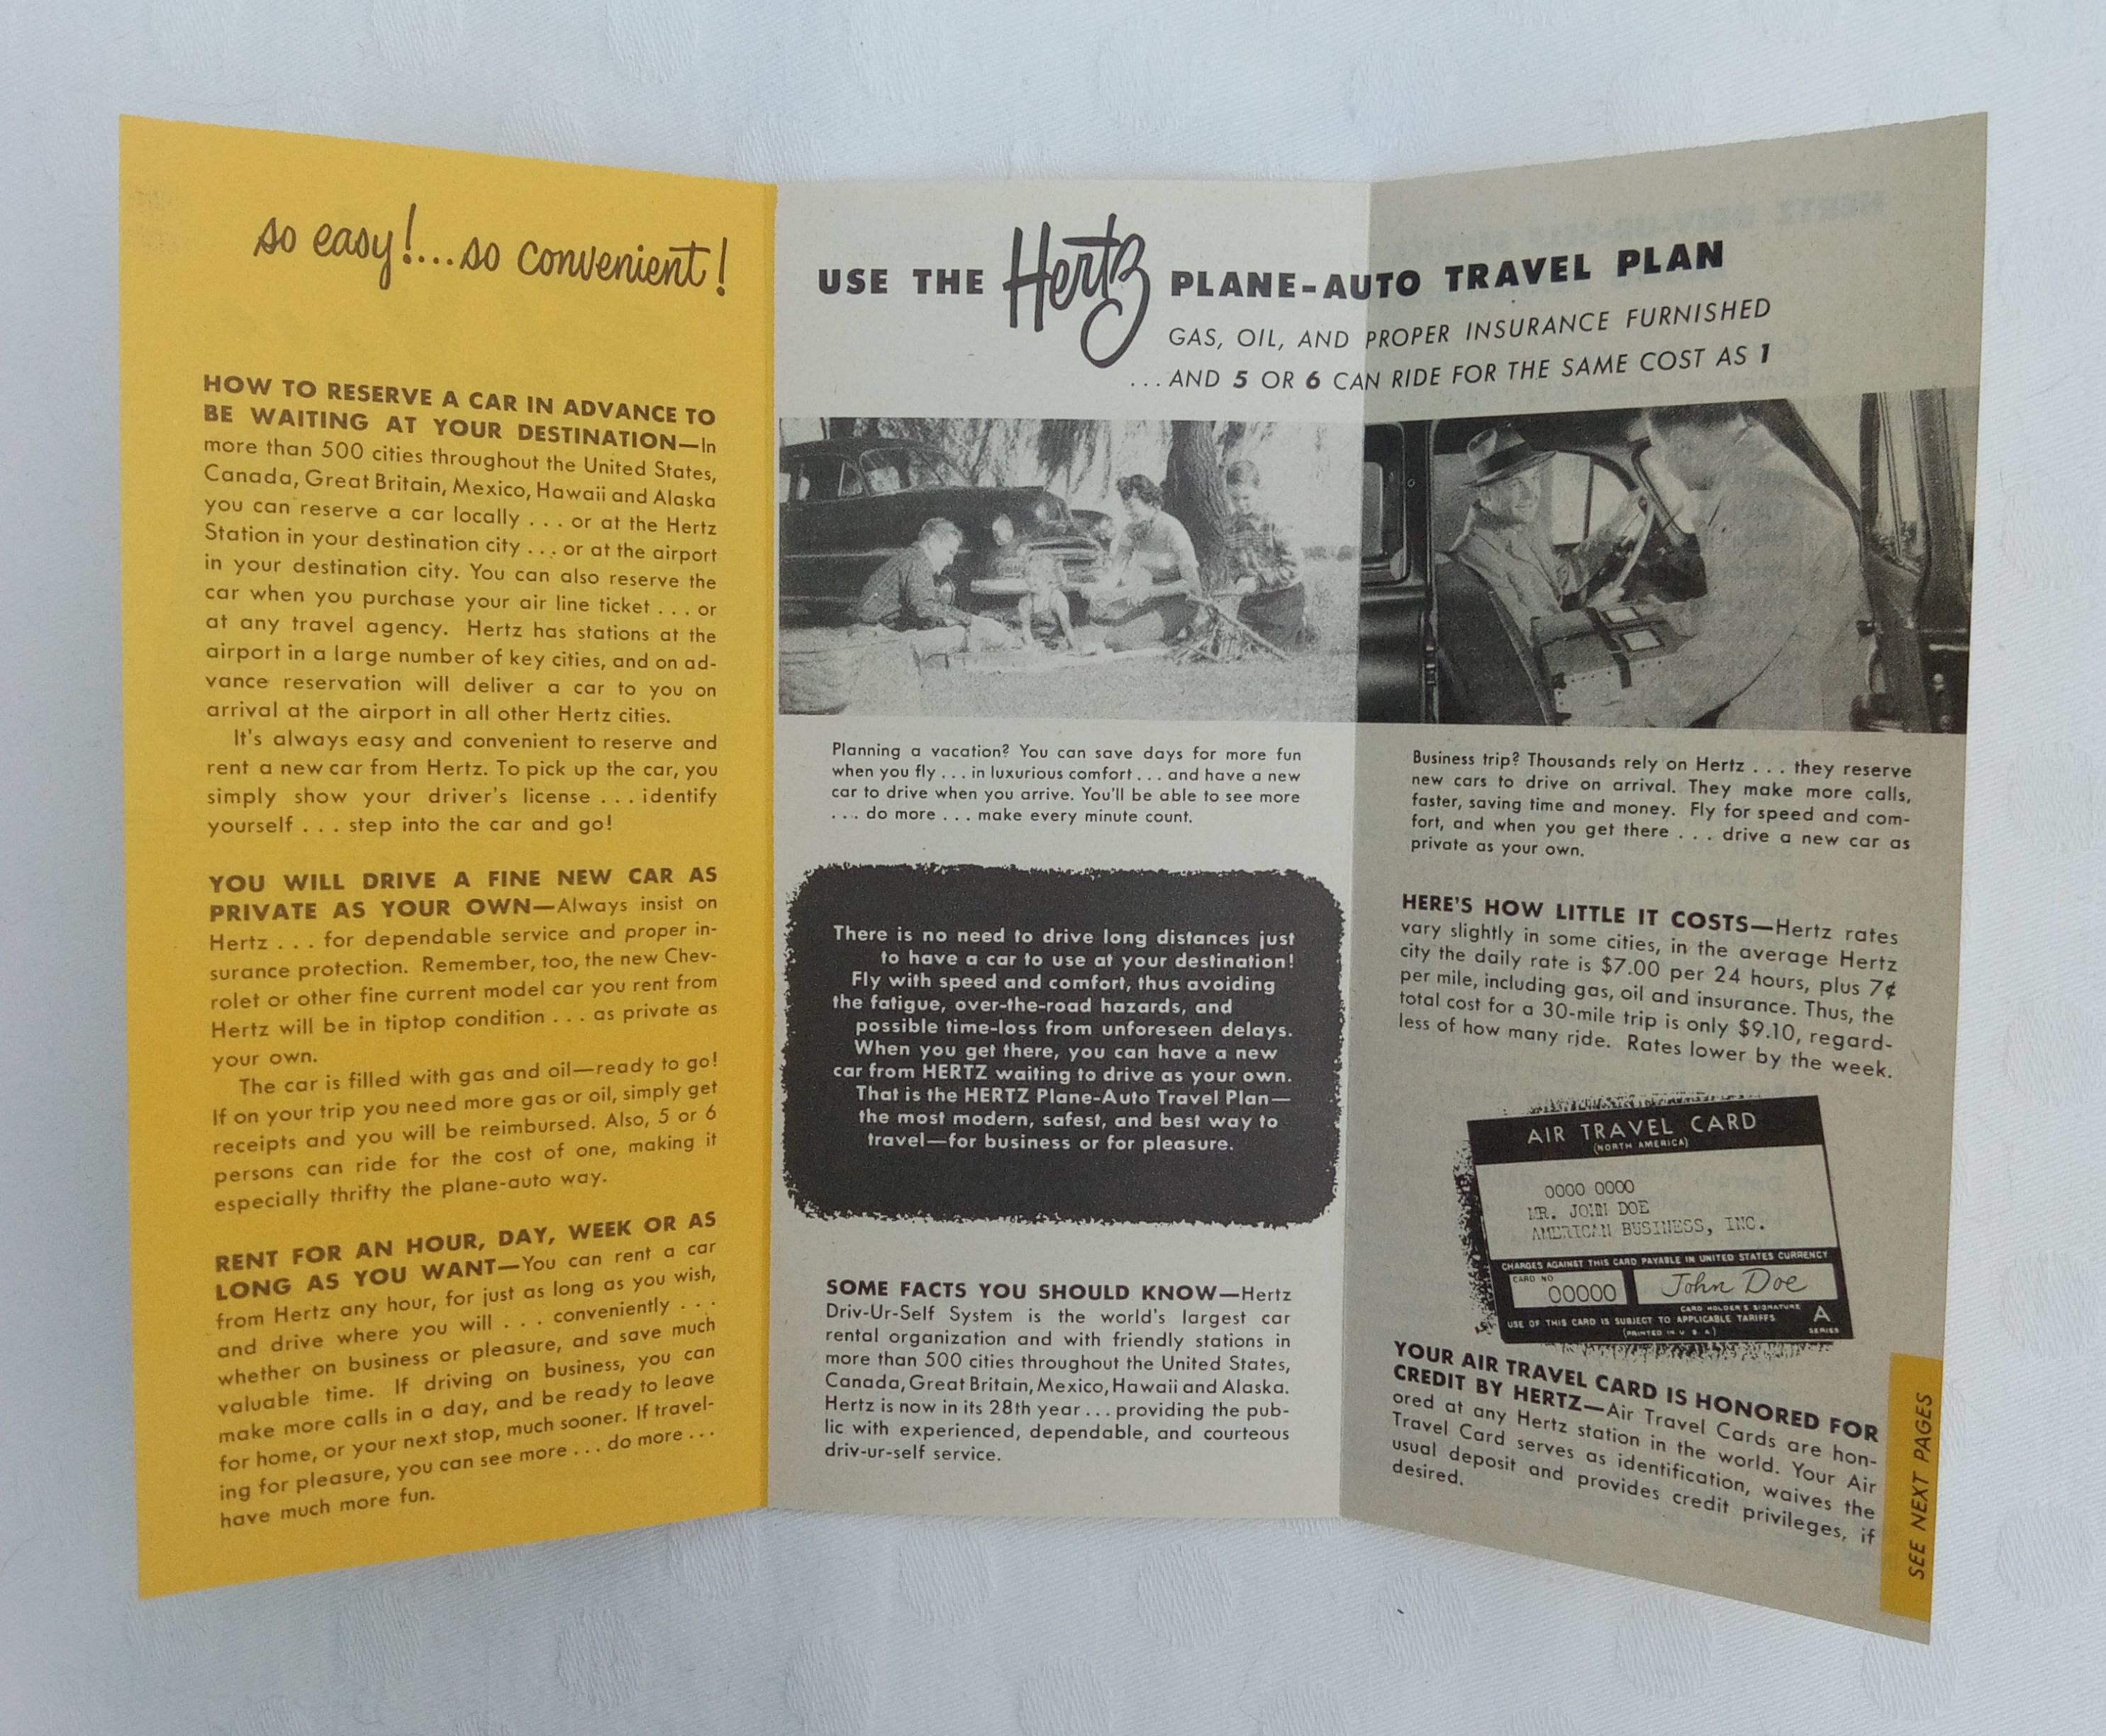 so easy!...so convenient!
HOW TO RESERVE A CAR IN ADVANCE TO
BE WAITING AT YOUR DESTINATION—In
more than 500 cities throughout the United States,
Canada, Great Britain, Mexico, Hawaii and Alaska
you can reserve a car locally . . . or at the Hertz
Station in your destination city . . . or at the airport
in your destination city. You can also reserve the
car when you purchase your air line ticket . . . or
at any travel agency. Hertz has stations at the
airport in a large number of key cities, and on ad-
vance reservation will deliver a car to you on
arrival at the airport in all other Hertz cities.
It's always easy and convenient to reserve and
rent a new car from Hertz. To pick up the car, you
simply show your driver's license . . . identify
yourself . . . step into the car and go!
YOU WILL DRIVE A FINE NEW CAR AS
PRIVATE AS YOUR OWN—Always insist on
Hertz . . . for dependable service and proper in-
surance protection. Remember, too, the new Chev-
rolet or other fine current model car you rent from
Hertz will be in tiptop condition . . . as private as
your own.
The car is filled with gas and oil—ready to go!
If on your trip you need more gas or oil, simply get
receipts and you will be reimbursed. Also, 5 or 6
persons can ride for the cost of one, making it
especially thrifty the plane-auto way.
RENT FOR AN HOUR, DAY, WEEK OR AS
LONG AS YOU WANT—You can rent a car
from Hertz any hour, for just as long as you wish,
and drive where you will . . . conveniently . . .
whether on business or pleasure, and save much
valuable time. If driving on business, you can
make more calls in a day, and be ready to leave
for home, or your next stop, much sooner. If travel-
ing for pleasure, you can see more . . . do more . . .
have much more fun.
USE THE Hertz PLANE-AUTO TRAVEL PLAN
GAS, OIL, AND PROPER INSURANCE FURNISHED
. . . AND 5 OR 6 CAN RIDE FOR THE SAME COST AS 1
Planning a vacation? You can save days for more fun
when you fly . . . in luxurious comfort . . . and have a new
car to drive when you arrive. You'll be able to see more
. . . do more . . . make every minute count.
There is no need to drive long distances just
to have a car to use at your destination!
Fly with speed and comfort, thus avoiding
the fatigue, over-the-road hazards, and
possible time-loss from unforeseen delays.
When you get there, you can have a new
car from HERTZ waiting to drive as your own.
That is the HERTZ Plane-Auto Travel Plan—
the most modern, safest, and best way to
travel—for business or for pleasure.
SOME FACTS YOU SHOULD KNOW—Hertz
Driv-Ur-Self System is the world's largest car
rental organization and with friendly stations in
more than 500 cities throughout the United States,
Canada, Great Britain, Mexico, Hawaii and Alaska.
Hertz is now in its 28th year . . . providing the pub-
lic with experienced, dependable, and courteous
driv-ur-self service.
Business trip? Thousands rely on Hertz . . . they reserve
new cars to drive on arrival. They make more calls,
faster, saving time and money. Fly for speed and com-
fort, and when you get there . . . drive a new car as
private as your own.
HERE'S HOW LITTLE IT COSTS—Hertz rates
vary slightly in some cities, in the average Hertz
city the daily rate is $7.00 per 24 hours, plus 7¢
per mile, including gas, oil and insurance. Thus, the
total cost for a 30-mile trip is only $9.10, regard-
less of how many ride. Rates lower by the week.
AIR TRAVEL CARD
(NORTH AMERICA)
0000 0000
MR. JOHN DOE
AMERICAN BUSINESS, INC.
CHARGES AGAINST THIS CARD PAYABLE IN UNITED STATES CURRENCY
CARD NO
00000
John Doe
CARD HOLDER'S SIGNATURE
USE OF THIS CARD IS SUBJECT TO APPLICABLE TARIFFS
(PRINTED IN U. S. A.)
A
SERIES
YOUR AIR TRAVEL CARD IS HONORED FOR
CREDIT BY HERTZ—Air Travel Cards are hon-
ored at any Hertz station in the world. Your Air
Travel Card serves as identification, waives the
usual deposit and provides credit privileges, if
desired.
SEE NEXT PAGES